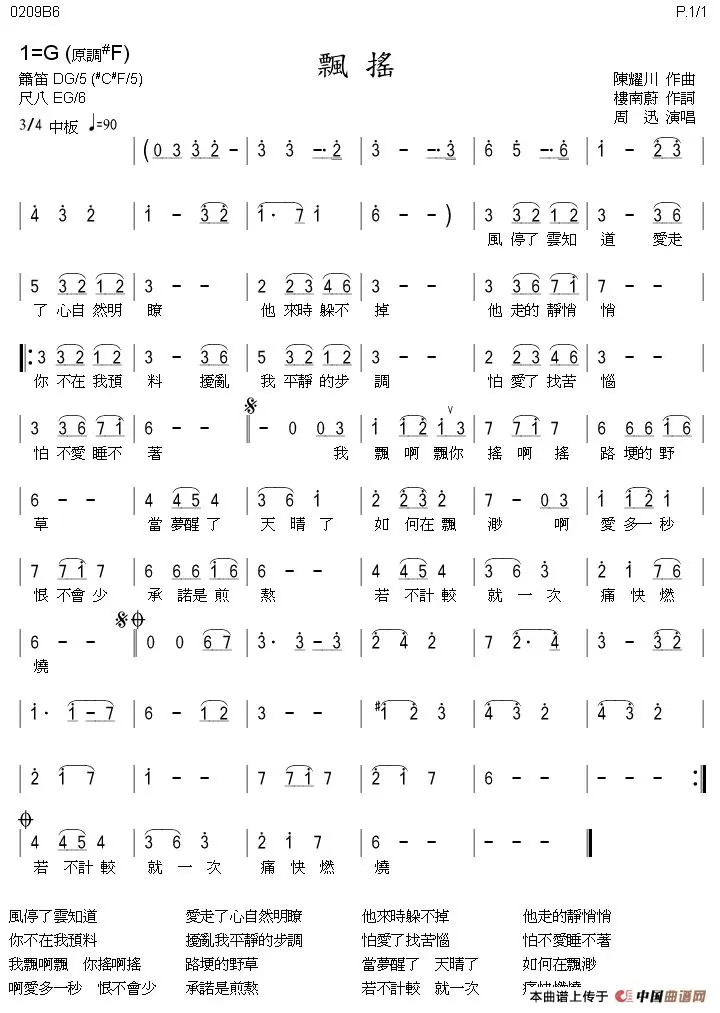 0209B6 P.1/1
1=G (原調#F) 飄 搖
簫笛 DG/5 (#C#F/5) 陳耀川 作曲
尺八 EG/6 樓南蔚 作詞
3/4 中板 ♩=90 周 迅 演唱
| (0 3 3 2 – | 3 3 –· 2 | 3 – –· 3 | 6 5 –· 6 | 1 – 2 3 |
| 4 3 2 | 1 – 3 2 | 1· 7 1 | 6 – – ) | 3 3 2 1 2 | 3 – 3 6 |
風 停了 雲知 道 愛走
| 5 3 2 1 2 | 3 – – | 2 2 3 4 6 | 3 – – | 3 3 6 7 1 | 7 – – |
了 心自 然明 瞭 他 來時 躲不 掉 他 走的 靜悄 悄
‖: 3 3 2 1 2 | 3 – 3 6 | 5 3 2 1 2 | 3 – – | 2 2 3 4 6 | 3 – – |
你 不在 我預 料 擾亂 我 平靜 的步 調 怕 愛了 找苦 惱
| 3 3 6 7 1 | 6 – – ‖ – 0 0 3 | 1 1 2 1 3 | 7 7 1 7 | 6 6 6 1 6 |
怕 不愛 睡不 著 我 飄 啊 飄你 搖 啊 搖 路 埂的 野
| 6 – – | 4 4 5 4 | 3 6 1 | 2 2 3 2 | 7 – 0 3 | 1 1 2 1 |
草 當 夢醒 了 天 晴 了 如 何在 飄 渺 啊 愛 多一 秒
| 7 7 1 7 | 6 6 6 1 6 | 6 – – | 4 4 5 4 | 3 6 3 | 2 1 7 6 |
恨 不會 少 承 諾是 煎 熬 若 不計 較 就 一 次 痛 快 燃
| 6 – – ‖ 0 0 6 7 | 3· 3 – 3 | 2 4 2 | 7 2· 4 | 3 – 3 2 |
燒
| 1· 1 – 7 | 6 – 1 2 | 3 – – | #1 2 3 | 4 3 2 | 4 3 2 |
| 2 1 7 | 1 – – | 7 7 1 7 | 2 1 7 | 6 – – | – – – :‖
| 4 4 5 4 | 3 6 3 | 2 1 7 | 6 – – | – – – ‖
若 不計 較 就 一 次 痛 快 燃 燒
風停了雲知道 愛走了心自然明瞭 他來時躲不掉 他走的靜悄悄
你不在我預料 擾亂我平靜的步調 怕愛了找苦惱 怕不愛睡不著
我飄啊飄 你搖啊搖 路埂的野草 當夢醒了 天晴了 如何在飄渺
啊愛多一秒 恨不會少 承諾是煎熬 若不計較 就一次 痛快燃燒
本曲谱上传于 中国曲谱网